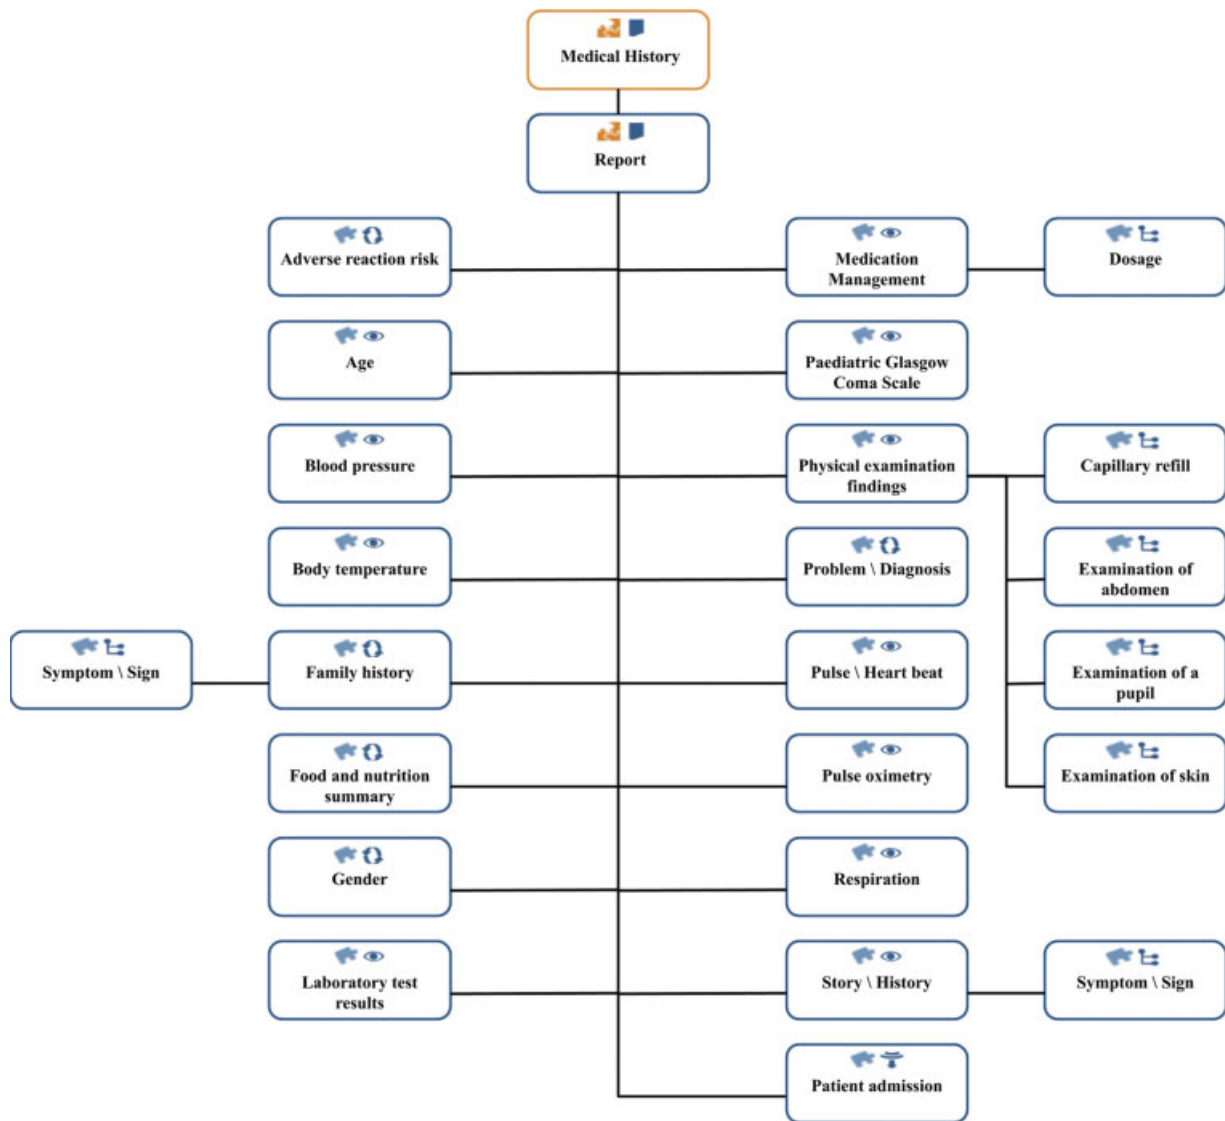 Medical History
Report
Adverse reaction risk
Medication
Management
Dosage
Age
Paediatric Glasgow
Coma Scale
Blood pressure
Physical examination
findings
Capillary refill
Body temperature
Problem \ Diagnosis
Examination of
abdomen
Symptom \ Sign
Family history
Pulse \ Heart beat
Examination of a
pupil
Food and nutrition
summary
Pulse oximetry
Examination of skin
Gender
Respiration
Laboratory test
results
Story \ History
Symptom \ Sign
Patient admission